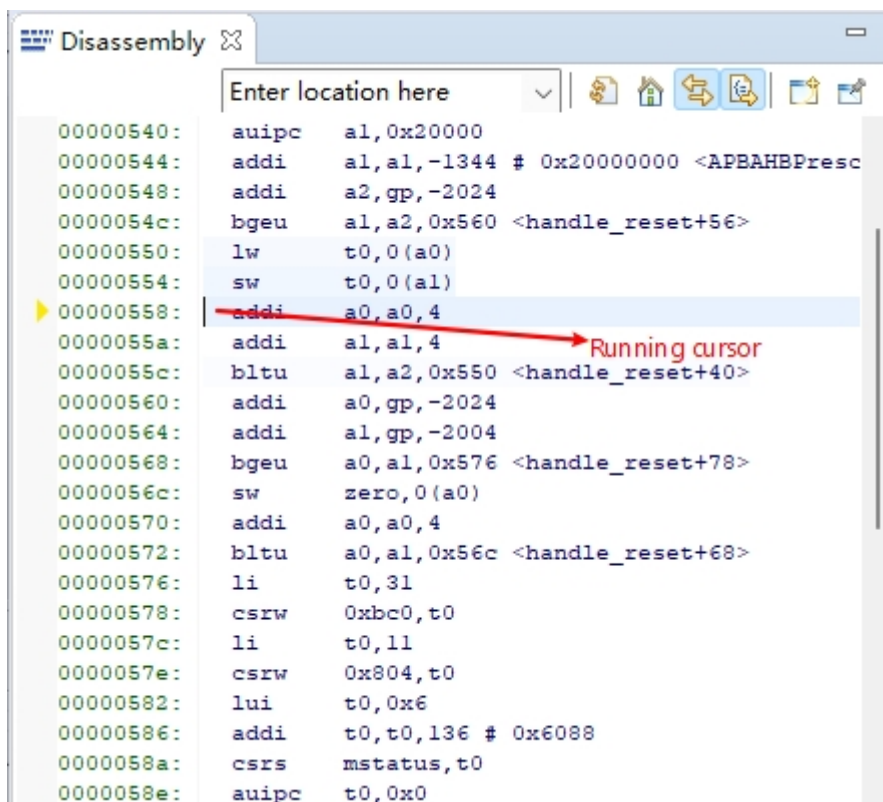 Disassembly
Enter location here
00000540: auipc a1,0x20000
00000544: addi a1,a1,-1344 # 0x20000000 <APBAHBPresc
00000548: addi a2,gp,-2024
0000054c: bgeu a1,a2,0x560 <handle_reset+56>
00000550: lw t0,0(a0)
00000554: sw t0,0(a1)
00000558: addi a0,a0,4
0000055a: addi a1,a1,4
Running cursor
0000055c: bltu a1,a2,0x550 <handle_reset+40>
00000560: addi a0,gp,-2024
00000564: addi a1,gp,-2004
00000568: bgeu a0,a1,0x576 <handle_reset+78>
0000056c: sw zero,0(a0)
00000570: addi a0,a0,4
00000572: bltu a0,a1,0x56c <handle_reset+68>
00000576: li t0,31
00000578: csrw 0xbc0,t0
0000057c: li t0,11
0000057e: csrw 0x804,t0
00000582: lui t0,0x6
00000586: addi t0,t0,136 # 0x6088
0000058a: csrs mstatus,t0
0000058e: auipc t0,0x0